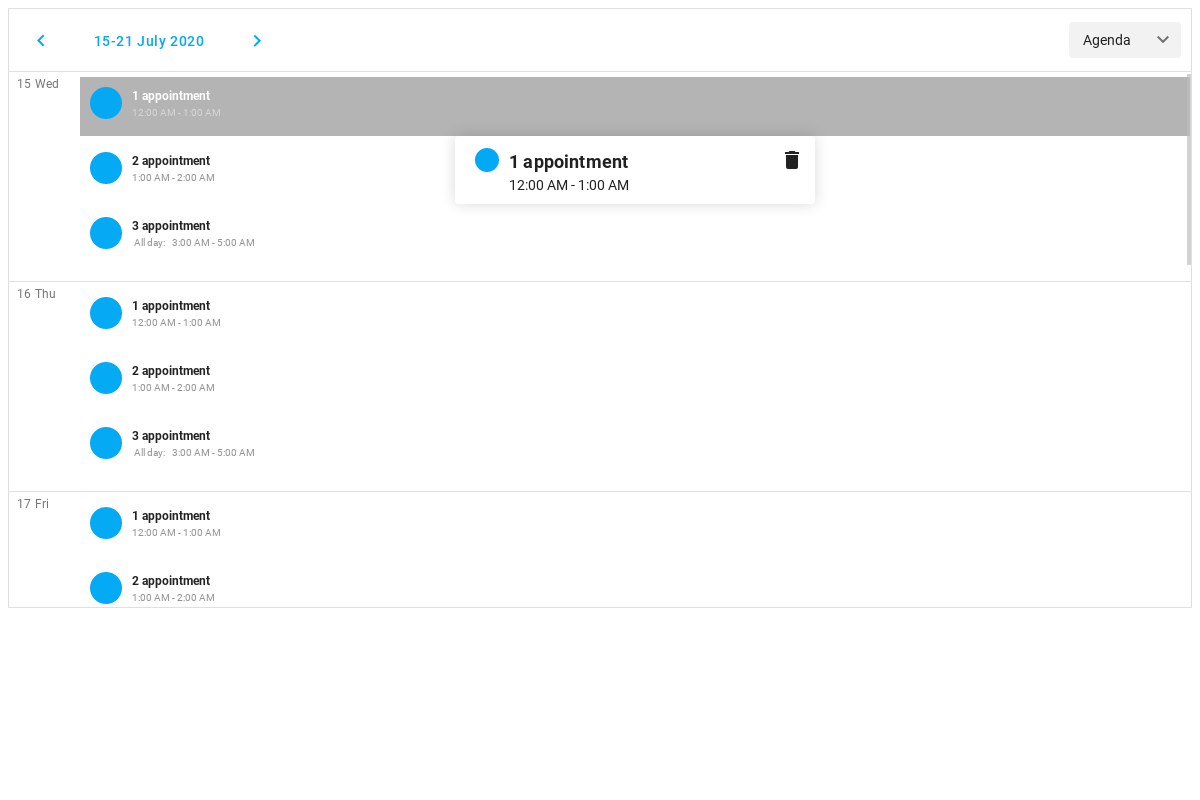 15-21 July 2020
Agenda
15 Wed
1 appointment
12:00 AM - 1:00 AM
2 appointment
1:00 AM - 2:00 AM
1 appointment
12:00 AM - 1:00 AM
3 appointment
All day: 3:00 AM - 5:00 AM
16 Thu
1 appointment
12:00 AM - 1:00 AM
2 appointment
1:00 AM - 2:00 AM
3 appointment
All day: 3:00 AM - 5:00 AM
17 Fri
1 appointment
12:00 AM - 1:00 AM
2 appointment
1:00 AM - 2:00 AM